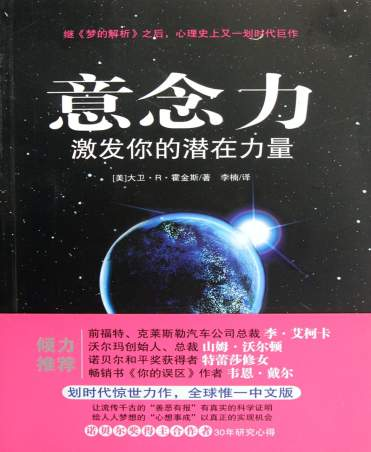 继《梦的解析》之后，心理史上又一划时代巨作
意念力
激发你的潜在力量
[美]大卫·R·霍金斯/著 李楠/译
倾力
推荐
前福特、克莱斯勒汽车公司总裁 李·艾柯卡
沃尔玛创始人、总裁 山姆·沃尔顿
诺贝尔和平奖获得者 特蕾莎修女
畅销书《你的误区》作者 韦恩·戴尔
划时代惊世力作，全球惟一中文版
让流传千古的“善恶有报”有真实的科学证明
给人人梦想的“心想事成”以真正的实现机会
诺贝尔奖得主合作者30年研究心得